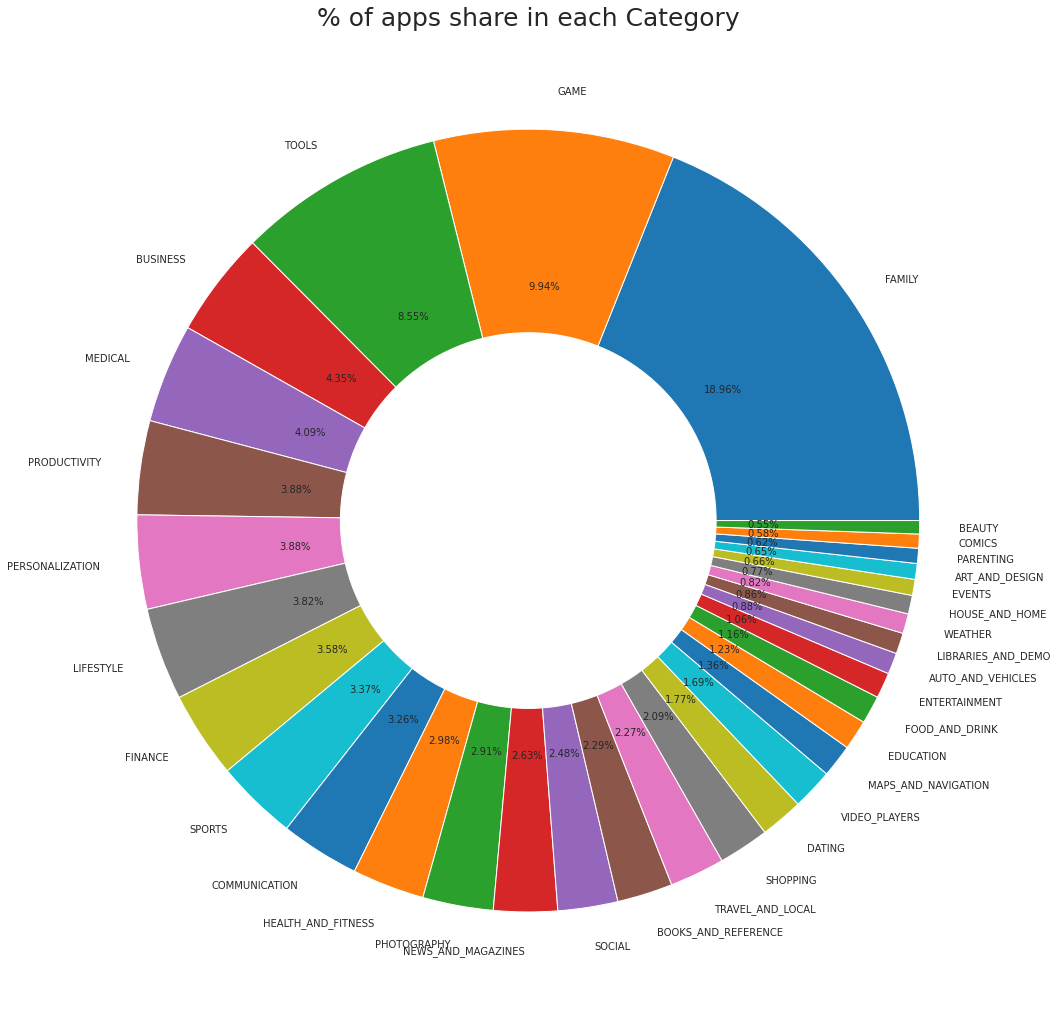 % of apps share in each Category
GAME
TOOLS
FAMILY
BUSINESS
9.94%
8.55%
MEDICAL
4.35%
18.96%
4.09%
PRODUCTIVITY
3.88%
PERSONALIZATION
3.88%
LIFESTYLE
3.82%
FINANCE
3.58%
SPORTS
3.37%
COMMUNICATION
3.26%
HEALTH_AND_FITNESS
2.98%
PHOTOGRAPHY
2.91%
NEWS_AND_MAGAZINES
2.63%
SOCIAL
2.48%
BOOKS_AND_REFERENCE
2.29%
TRAVEL_AND_LOCAL
2.27%
SHOPPING
2.09%
DATING
1.77%
VIDEO_PLAYERS
1.69%
MAPS_AND_NAVIGATION
1.36%
EDUCATION
1.23%
FOOD_AND_DRINK
1.16%
ENTERTAINMENT
1.06%
AUTO_AND_VEHICLES
0.88%
LIBRARIES_AND_DEMO
0.86%
WEATHER
0.82%
HOUSE_AND_HOME
0.77%
EVENTS
0.66%
ART_AND_DESIGN
0.65%
PARENTING
0.62%
COMICS
0.58%
BEAUTY
0.55%